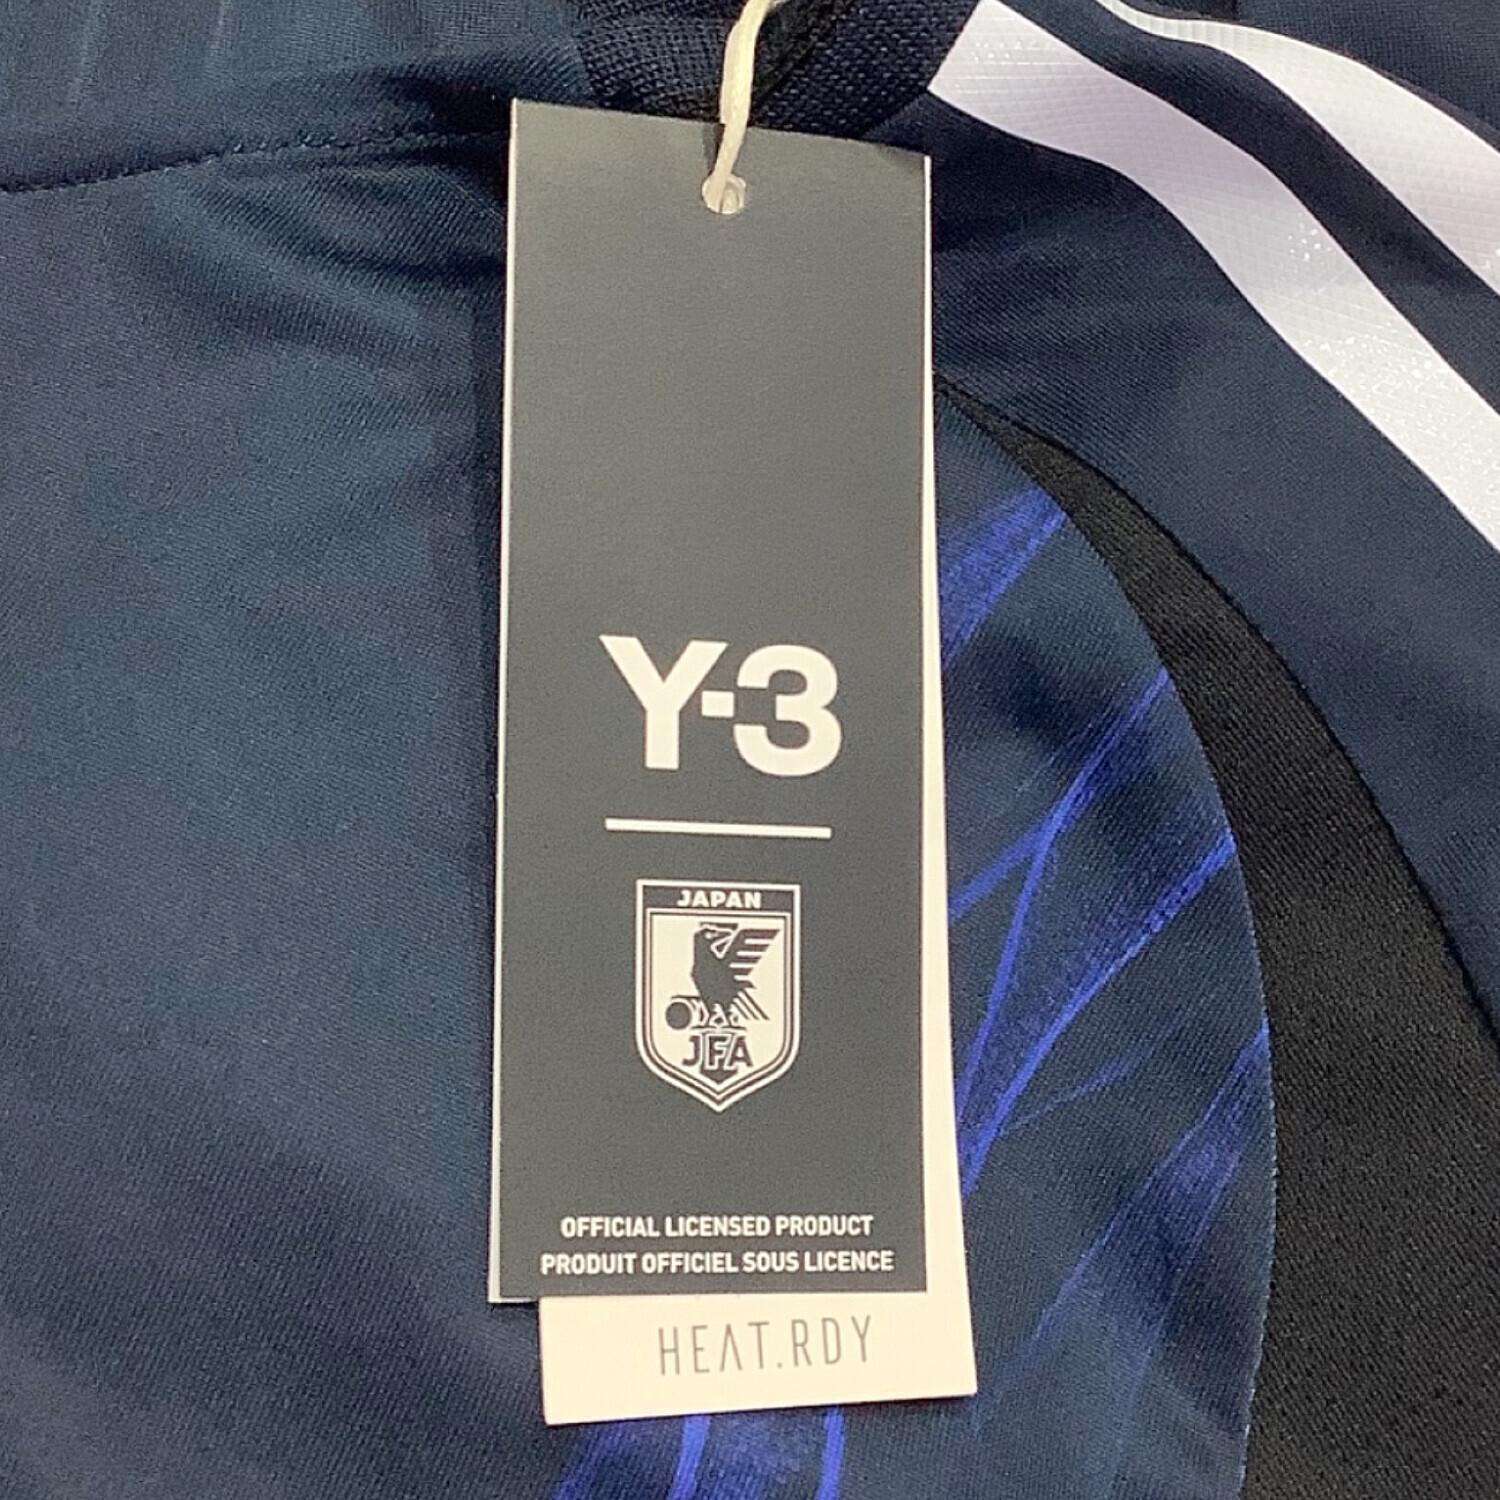 Y-3
JAPAN
JFA
OFFICIAL LICENSED PRODUCT
PRODUIT OFFICIEL SOUS LICENCE
HEAT.RDY